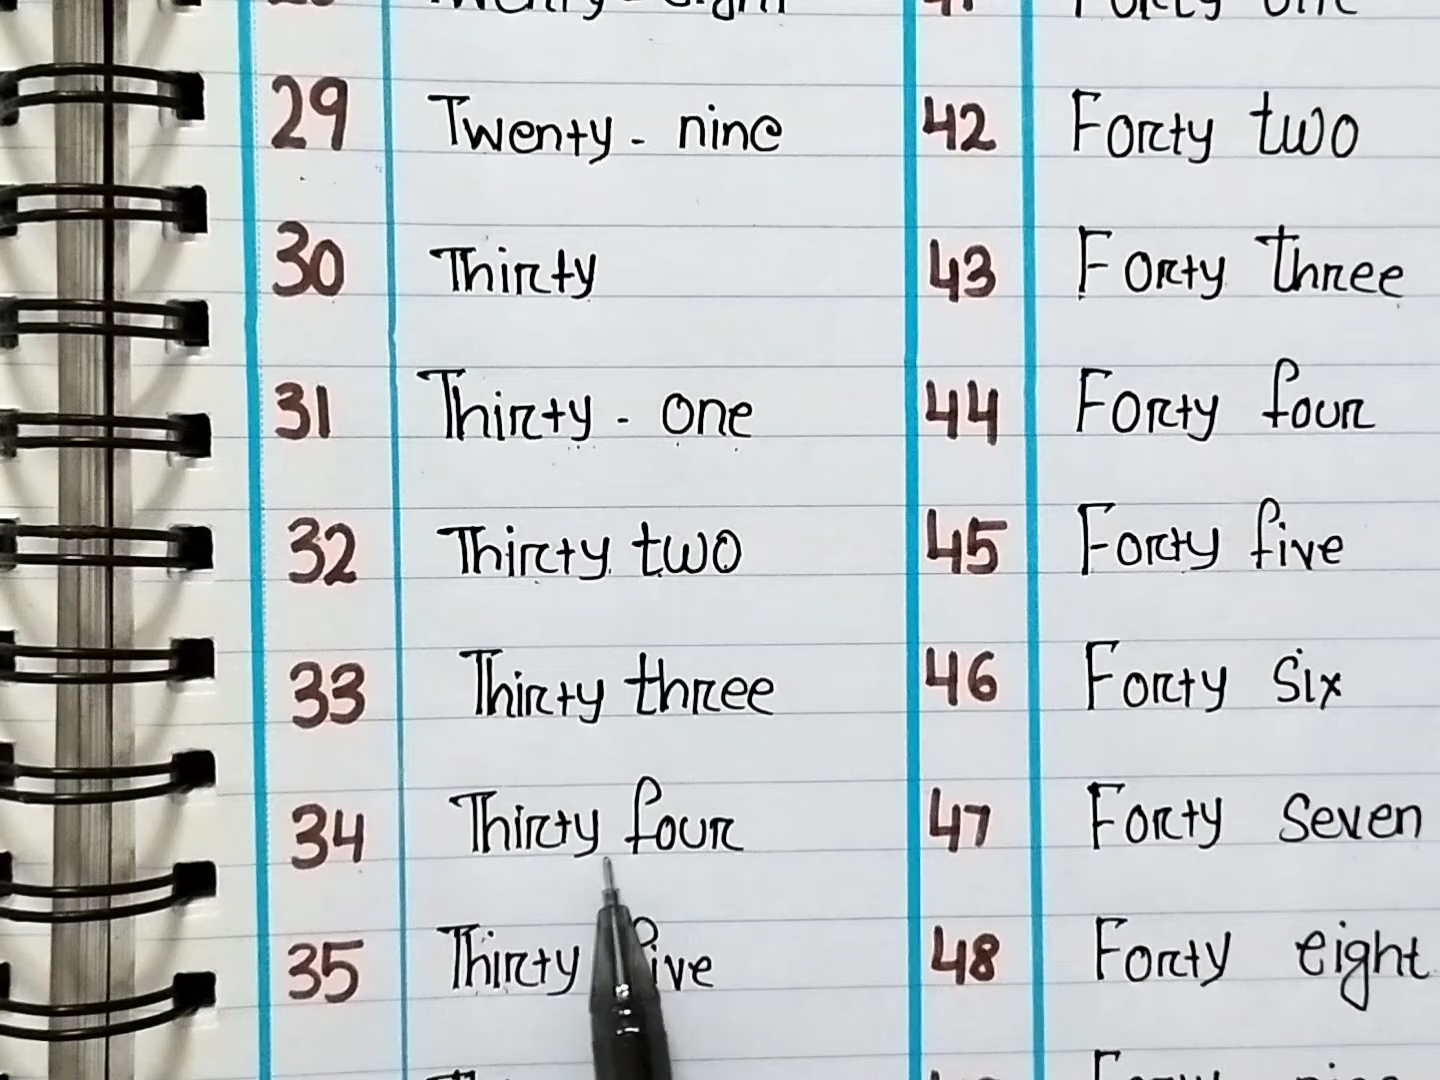 29 Twenty - nine 42 Forty two
30 Thirty 43 Forty three
31 Thirty - one 44 Forty four
32 Thirty two 45 Forty five
33 Thirty three 46 Forty six
34 Thirty four 47 Forty seven
35 Thirty five 48 Forty eight